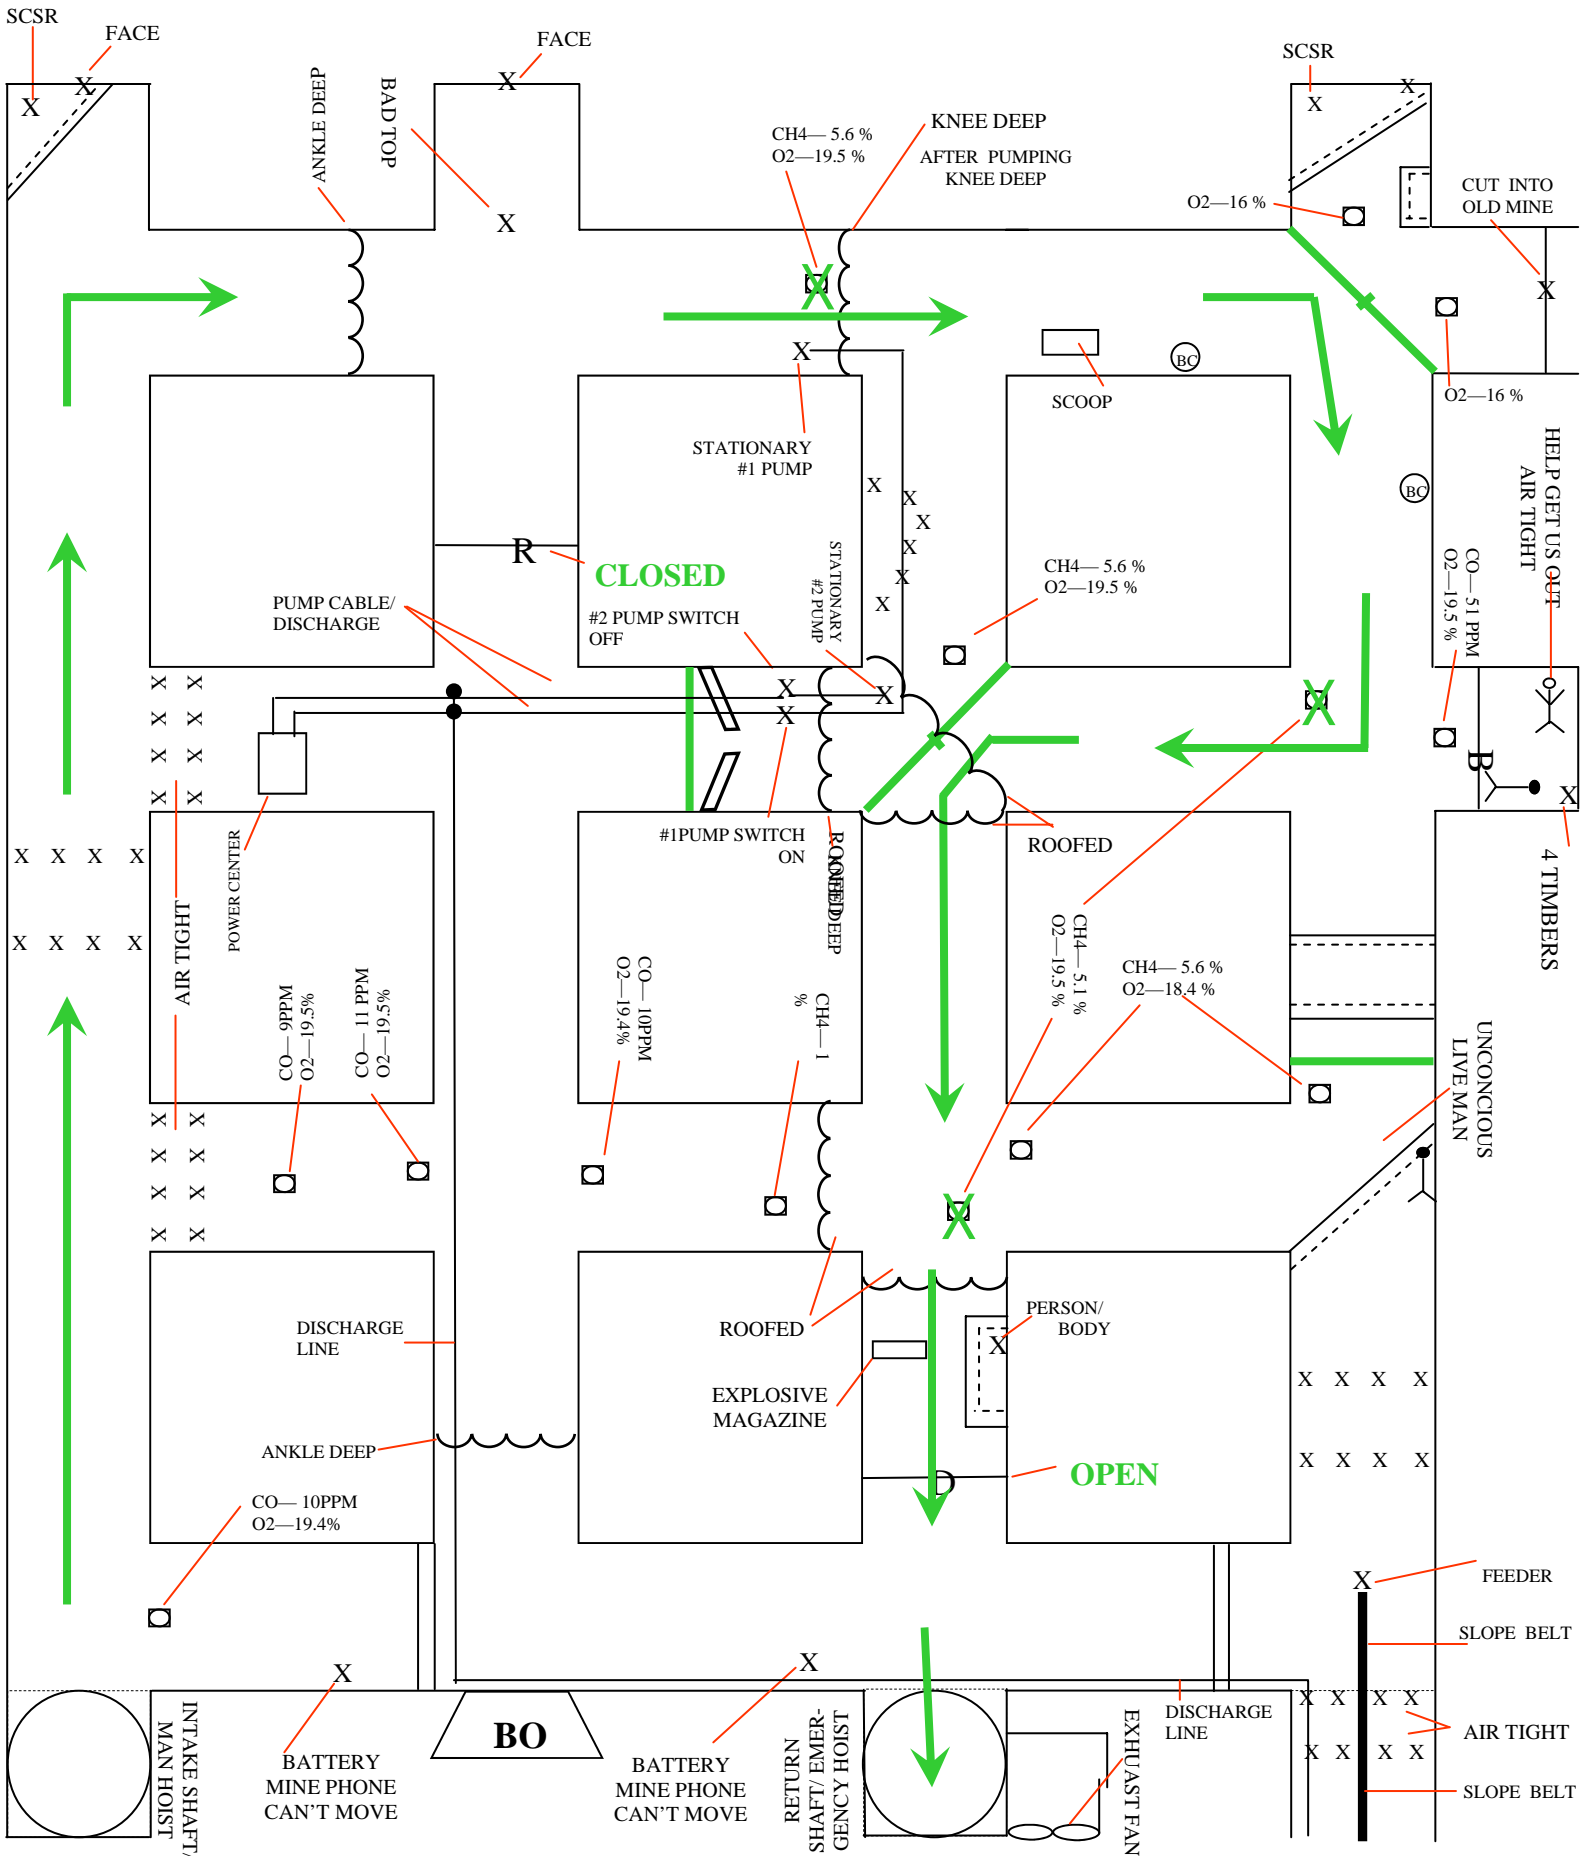 SCSR
FACE
FACE
SCSR
X
X
X
X
X
ANKLE DEEP
BAD TOP
X
CH4— 5.6 %
O2—19.5 %
KNEE DEEP
AFTER PUMPING
KNEE DEEP
O2—16 %
CUT INTO
OLD MINE
X
X
X
STATIONARY
#1 PUMP
SCOOP
BC
O2—16 %
BC
HELP GET US OUT
AIR TIGHT
X
X
X
X
X
X
R
CLOSED
STATIONARY
#2 PUMP
CH4— 5.6 %
O2—19.5 %
CO—51 PPM
O2—19.5 %
PUMP CABLE/
DISCHARGE
#2 PUMP SWITCH
OFF
X X
X X
X X
X X
X
X
X
X
B
X
#1PUMP SWITCH
ON
ROOFED
KNEE DEEP
ROOFED
4 TIMBERS
X X X X
X X X X
AIR TIGHT
POWER CENTER
CO— 9PPM
O2—19.5%
CO— 11 PPM
O2—19.5%
CO— 10PPM
O2—19.4%
CH4— 1
%
CH4— 5.1 %
O2—19.5 %
CH4— 5.6 %
O2—18.4 %
UNCONCIOUS
LIVE MAN
X X
X X
X X
X X
X
DISCHARGE
LINE
ROOFED
PERSON/
BODY
X
EXPLOSIVE
MAGAZINE
X X X X
X X X X
ANKLE DEEP
OPEN
D
CO— 10PPM
O2—19.4%
X
FEEDER
SLOPE BELT
X
X
INTAKE SHAFT/
MAN HOIST
BATTERY
MINE PHONE
CAN'T MOVE
BO
BATTERY
MINE PHONE
CAN'T MOVE
RETURN
SHAFT/ EMER-
GENCY HOIST
EXHUAST FAN
DISCHARGE
LINE
X X X X
X X X X
AIR TIGHT
SLOPE BELT